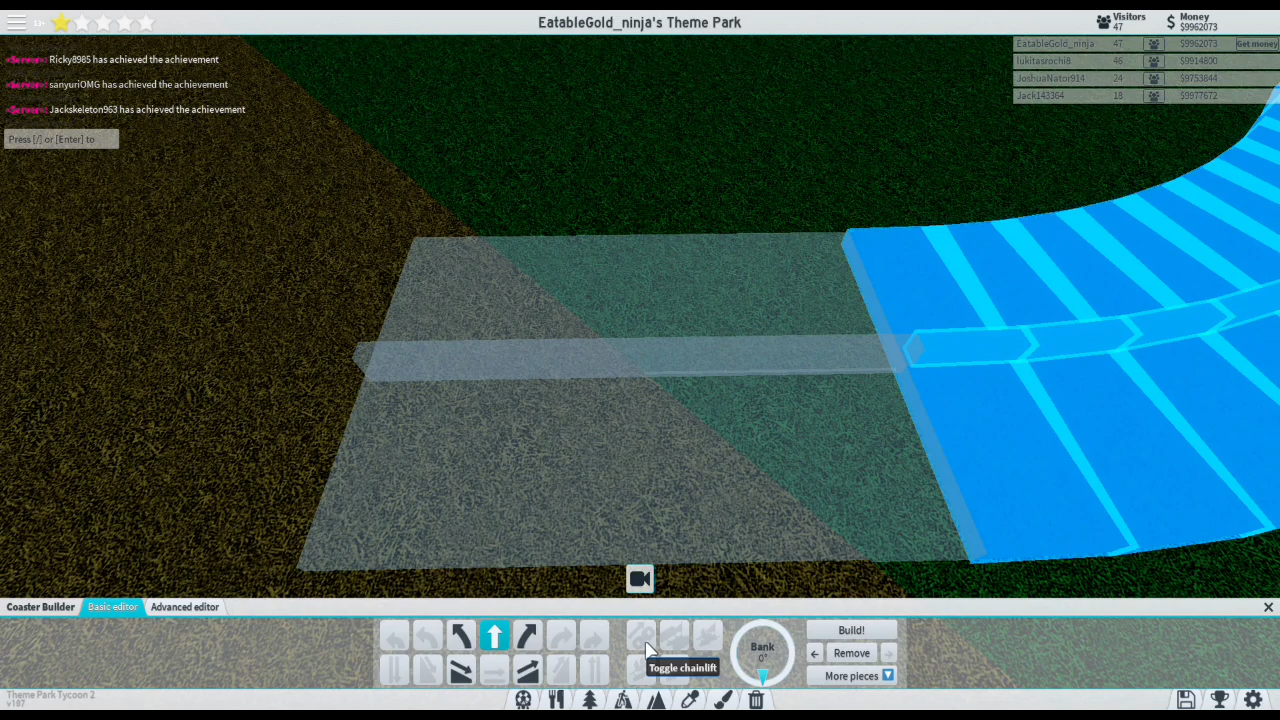 13+
EatableGold_ninja's Theme Park
Visitors
47
$
Money
$9962073
EatableGold_ninja 47 $9962073 Get money
lukitasrochi8 46 $9914800
JoshuaNator914 24 $9753844
Jack143364 18 $9977672
«Server»: Ricky8985 has achieved the achievement
«Server»: sanyuriOMG has achieved the achievement
«Server»: Jackskeleton963 has achieved the achievement
Press [/] or [Enter] to
Coaster Builder Basic editor Advanced editor
Toggle chainlift
Bank
0°
Build!
Remove
More pieces
Theme Park Tycoon 2
v107